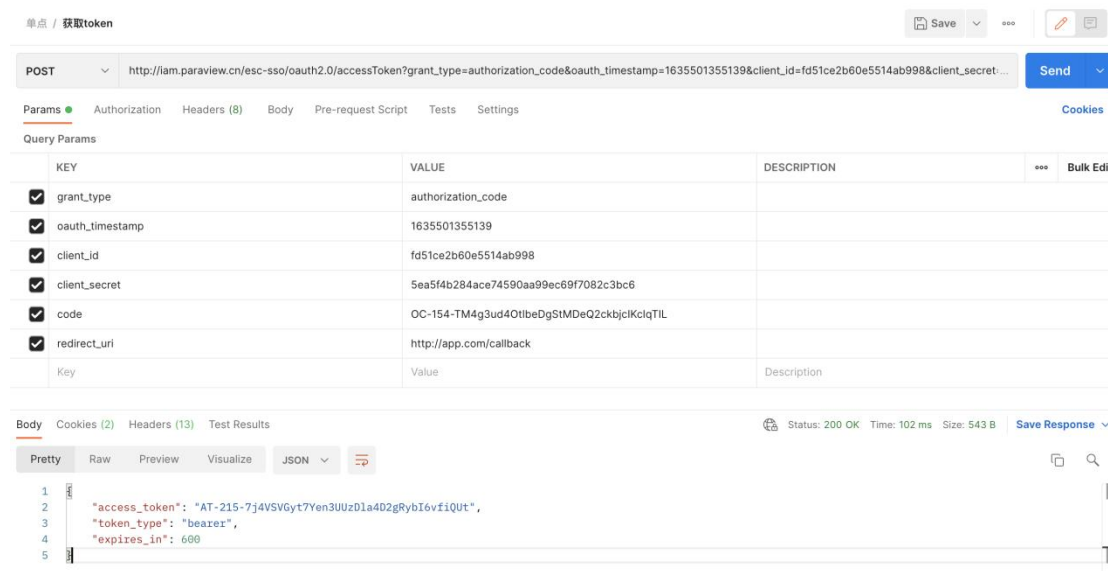 单点 / 获取token
Save
POST http://iam.paraview.cn/esc-sso/oauth2.0/accessToken?grant_type=authorization_code&oauth_timestamp=1635501355139&client_id=fd51ce2b60e5514ab998&client_secret=... Send
Params Authorization Headers (8) Body Pre-request Script Tests Settings Cookies
Query Params
KEY VALUE DESCRIPTION Bulk Edi
grant_type authorization_code
oauth_timestamp 1635501355139
client_id fd51ce2b60e5514ab998
client_secret 5ea5f4b284ace74590aa99ec69f7082c3bc6
code OC-154-TM4g3ud4OtIbeDgStMDeQ2ckbjcIKcIqTlL
redirect_uri http://app.com/callback
Key Value Description
Body Cookies (2) Headers (13) Test Results Status: 200 OK Time: 102 ms Size: 543 B Save Response
Pretty Raw Preview Visualize JSON
1 {
2 "access_token": "AT-215-7j4VSVGyt7Yen3UUzDla4D2gRybI6vfiQUt",
3 "token_type": "bearer",
4 "expires_in": 600
5 }